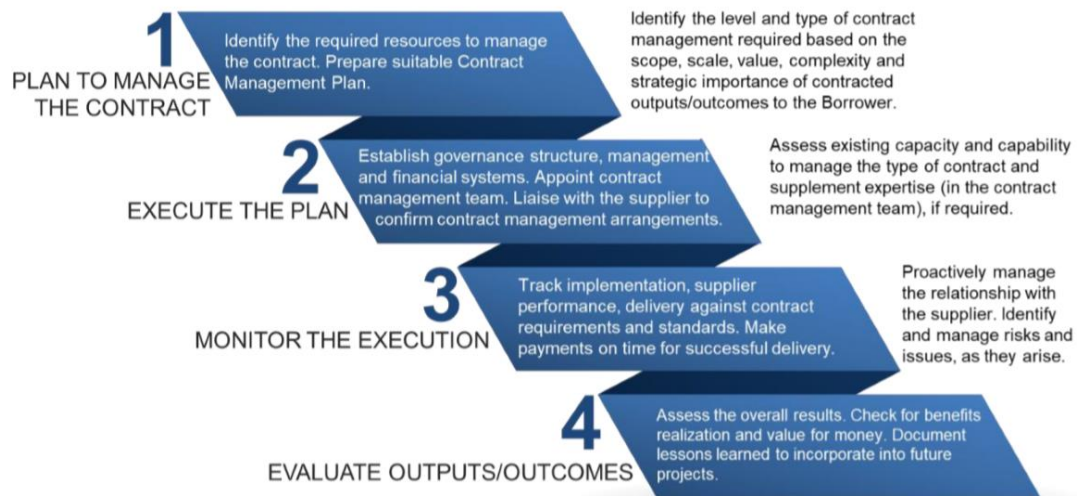 1
PLAN TO MANAGE
THE CONTRACT
Identify the required resources to manage
the contract. Prepare suitable Contract
Management Plan.
Identify the level and type of contract
management required based on the
scope, scale, value, complexity and
strategic importance of contracted
outputs/outcomes to the Borrower.
2
EXECUTE THE PLAN
Establish governance structure, management
and financial systems. Appoint contract
management team. Liaise with the supplier to
confirm contract management arrangements.
Assess existing capacity and capability
to manage the type of contract and
supplement expertise (in the contract
management team), if required.
3
MONITOR THE EXECUTION
Track implementation, supplier
performance, delivery against contract
requirements and standards. Make
payments on time for successful delivery.
Proactively manage
the relationship with
the supplier. Identify
and manage risks and
issues, as they arise.
4
EVALUATE OUTPUTS/OUTCOMES
Assess the overall results. Check for benefits
realization and value for money. Document
lessons learned to incorporate into future
projects.